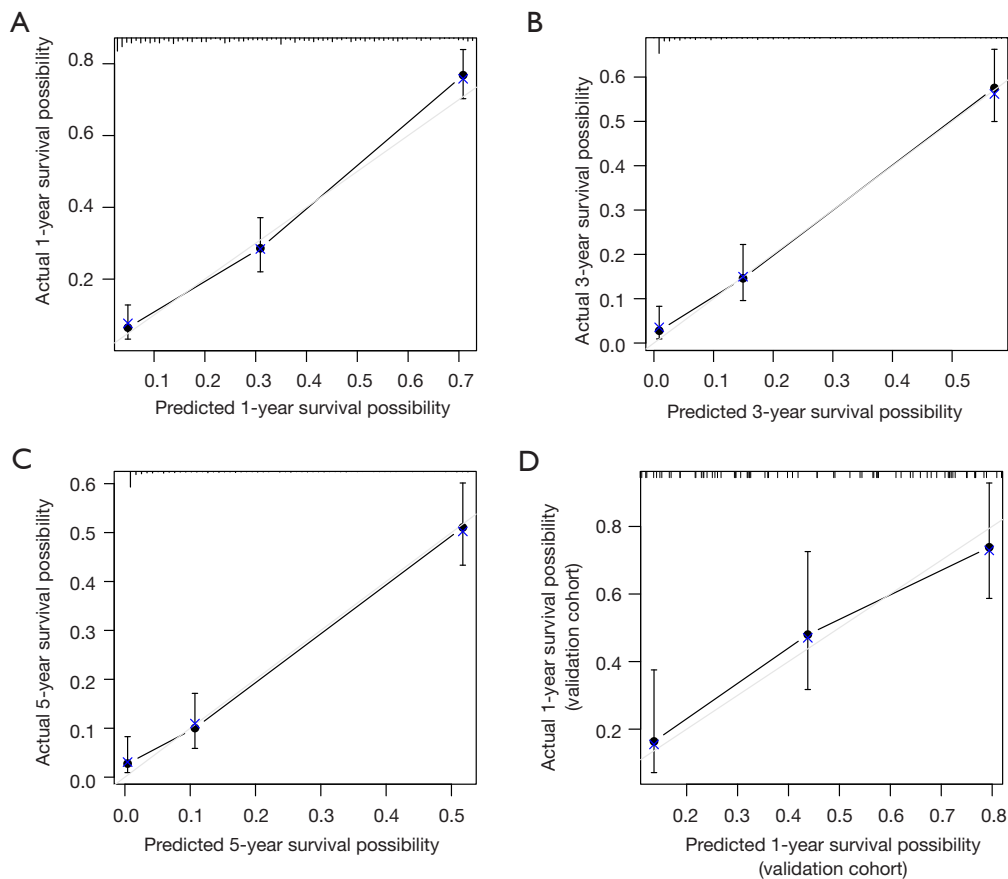 A
Actual 1-year survival possibility
0.8
0.6
0.4
0.2
0.1 0.2 0.3 0.4 0.5 0.6 0.7
Predicted 1-year survival possibility
B
Actual 3-year survival possibility
0.6
0.5
0.4
0.3
0.2
0.1
0.0
0.0 0.1 0.2 0.3 0.4 0.5
Predicted 3-year survival possibility
C
Actual 5-year survival possibility
0.6
0.5
0.4
0.3
0.2
0.1
0.0
0.0 0.1 0.2 0.3 0.4 0.5
Predicted 5-year survival possibility
D
Actual 1-year survival possibility
(validation cohort)
0.8
0.6
0.4
0.2
0.2 0.3 0.4 0.5 0.6 0.7 0.8
Predicted 1-year survival possibility
(validation cohort)